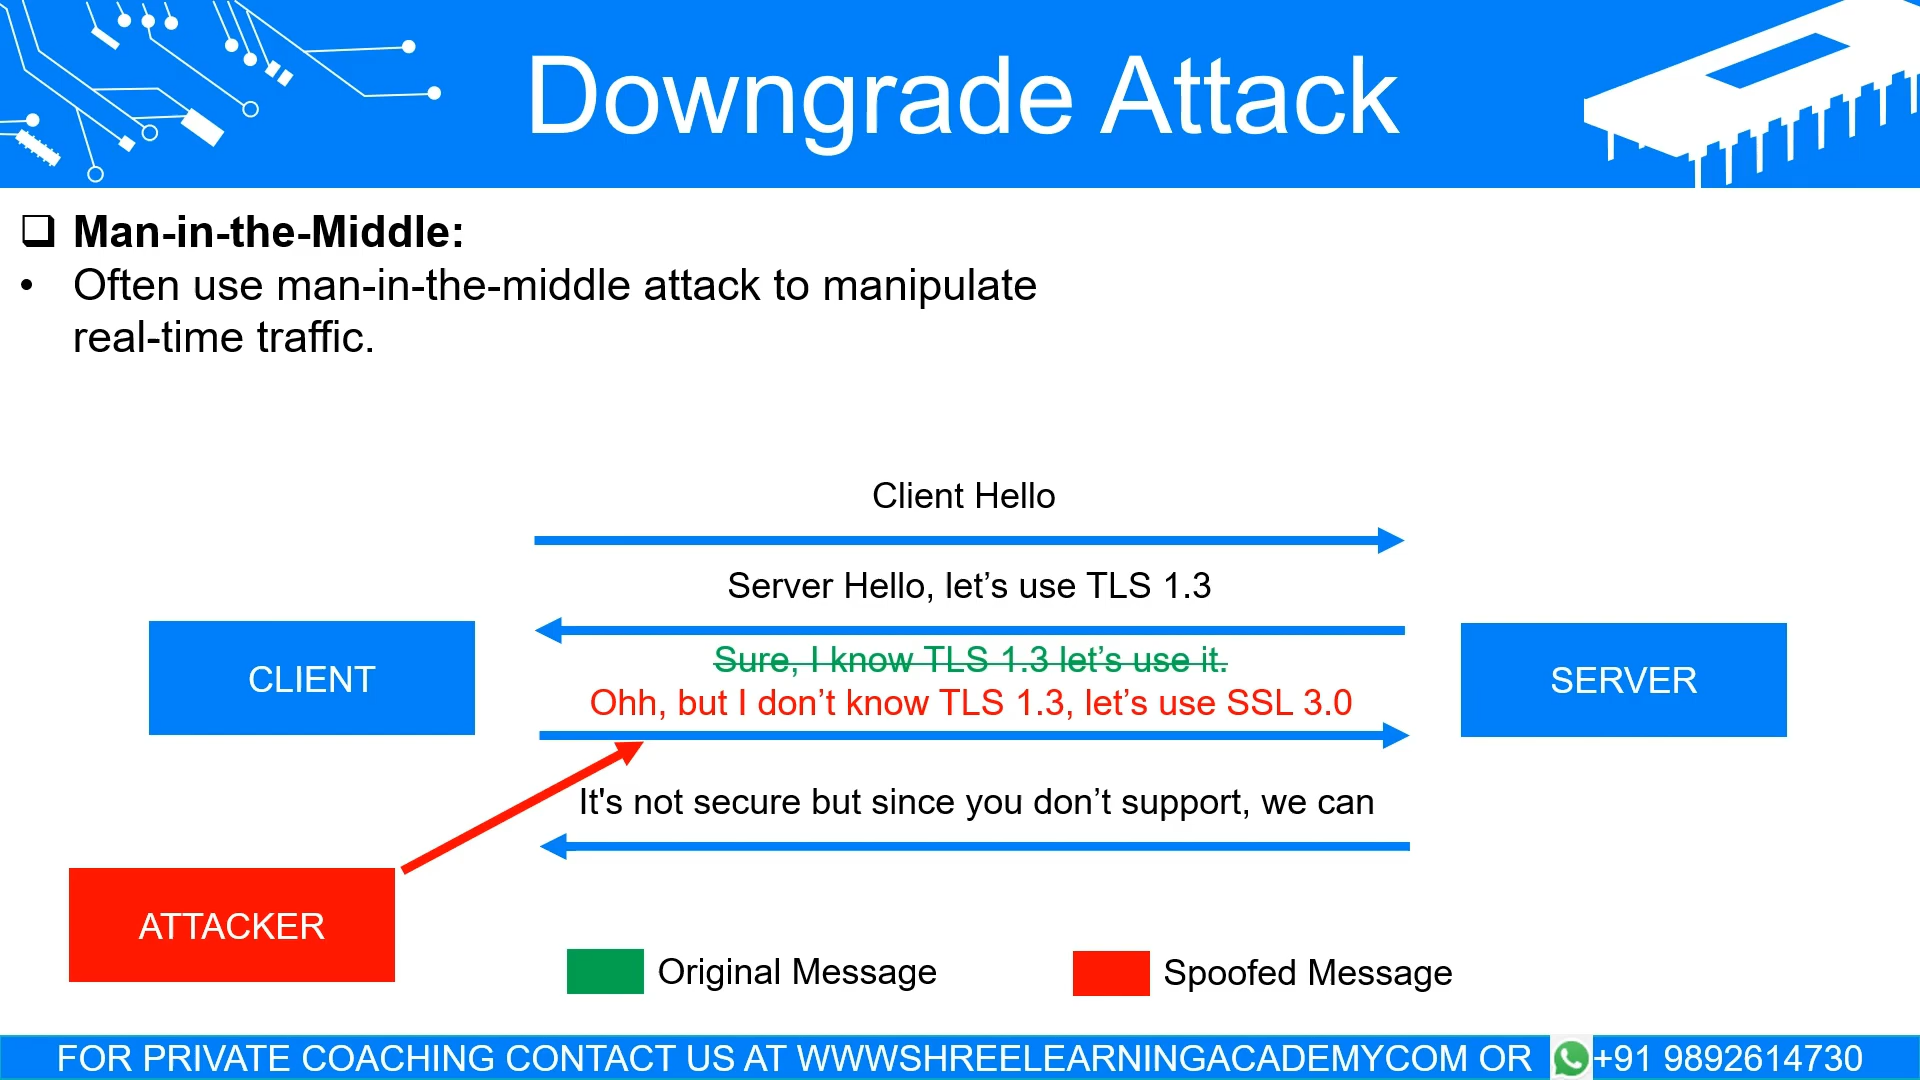 Downgrade Attack
Man-in-the-Middle:
• Often use man-in-the-middle attack to manipulate
real-time traffic.
Client Hello
Server Hello, let’s use TLS 1.3
Sure, I know TLS 1.3 let’s use it.
Ohh, but I don’t know TLS 1.3, let’s use SSL 3.0
CLIENT
SERVER
It's not secure but since you don’t support, we can
ATTACKER
Original Message
Spoofed Message
FOR PRIVATE COACHING CONTACT US AT WWWSHREELEARNINGACADEMYCOM OR +91 9892614730